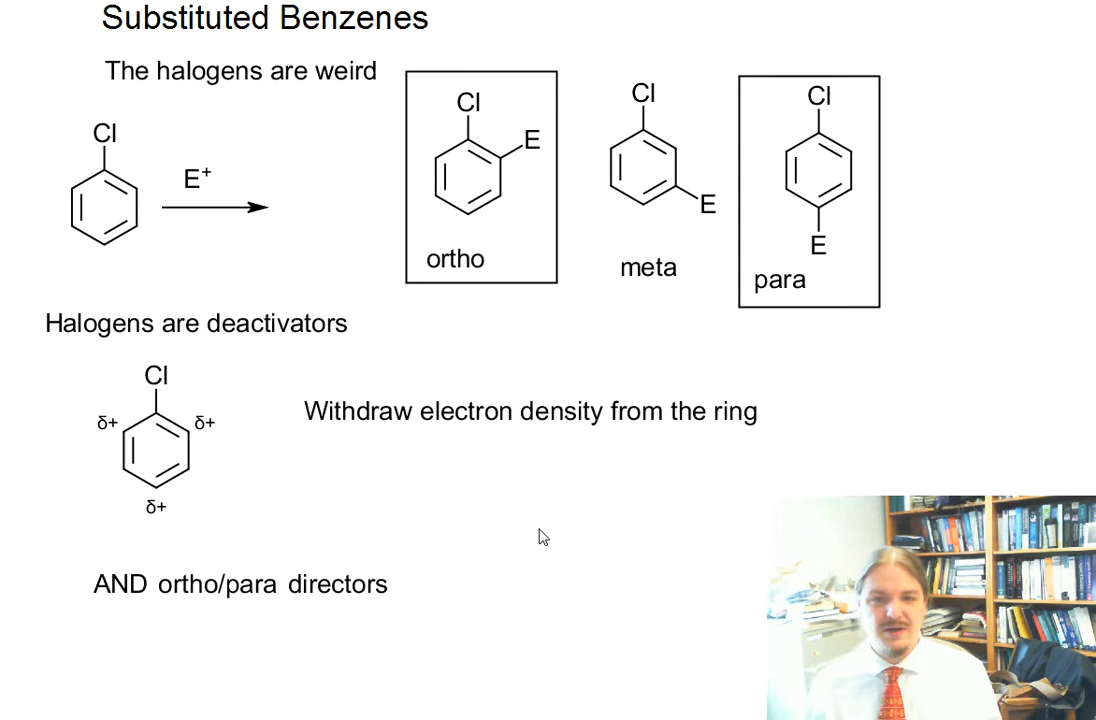 Substituted Benzenes
The halogens are weird
Cl
E⁺
Cl
E
ortho
Cl
E
meta
Cl
E
para
Halogens are deactivators
Cl
δ+ δ+
δ+
Withdraw electron density from the ring
AND ortho/para directors